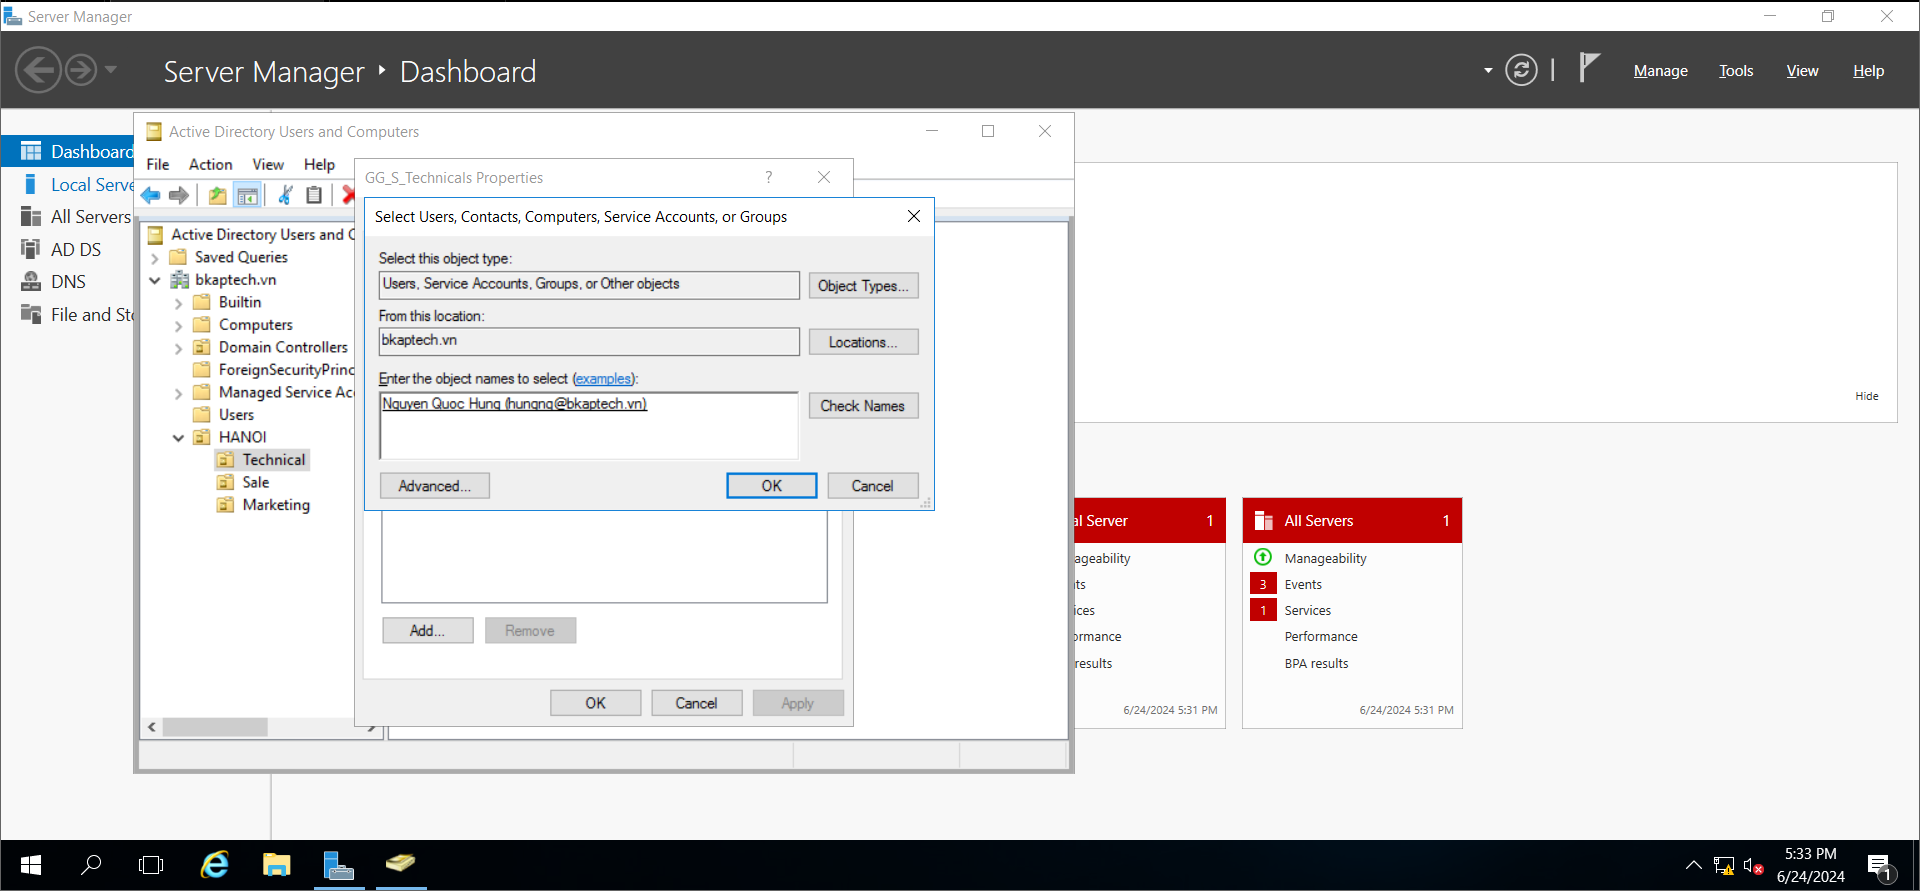 Server Manager
Server Manager ‣ Dashboard
Manage Tools View Help
Dashboard
Local Serve
All Servers
AD DS
DNS
File and Sto
Active Directory Users and Computers
File Action View Help
Active Directory Users and C
Saved Queries
bkaptech.vn
Builtin
Computers
Domain Controllers
ForeignSecurityPrinc
Managed Service Acc
Users
HANOI
Technical
Sale
Marketing
GG_S_Technicals Properties
?
Select Users, Contacts, Computers, Service Accounts, or Groups
Select this object type:
Users, Service Accounts, Groups, or Other objects
Object Types...
From this location:
bkaptech.vn
Locations...
Enter the object names to select (examples):
Nguyen Quoc Hung (hungnq@bkaptech.vn)
Check Names
Advanced...
OK
Cancel
Add...
Remove
OK
Cancel
Apply
Hide
al Server 1
ageability
ts
ices
ormance
results
6/24/2024 5:31 PM
All Servers 1
Manageability
3 Events
1 Services
Performance
BPA results
6/24/2024 5:31 PM
5:33 PM
6/24/2024
1